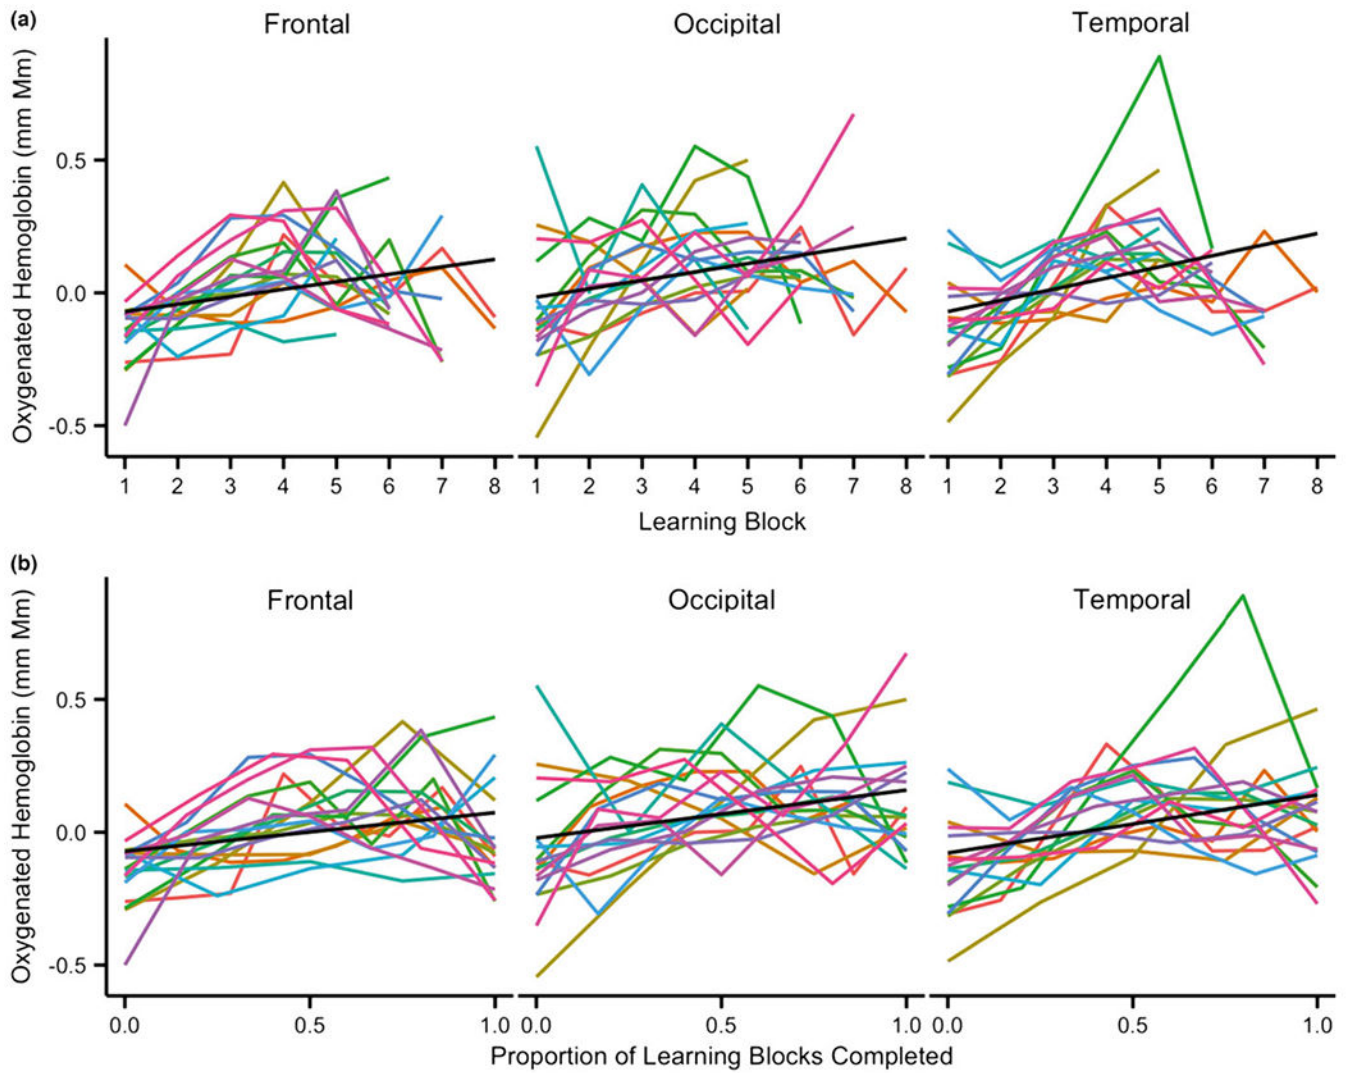 (a)
Frontal Occipital Temporal
Oxygenated Hemoglobin (mm Mm)
0.5
0.0
-0.5
1 2 3 4 5 6 7 8 1 2 3 4 5 6 7 8 1 2 3 4 5 6 7 8
Learning Block
(b)
Frontal Occipital Temporal
Oxygenated Hemoglobin (mm Mm)
0.5
0.0
-0.5
0.0 0.5 1.0 0.0 0.5 1.0 0.0 0.5 1.0
Proportion of Learning Blocks Completed